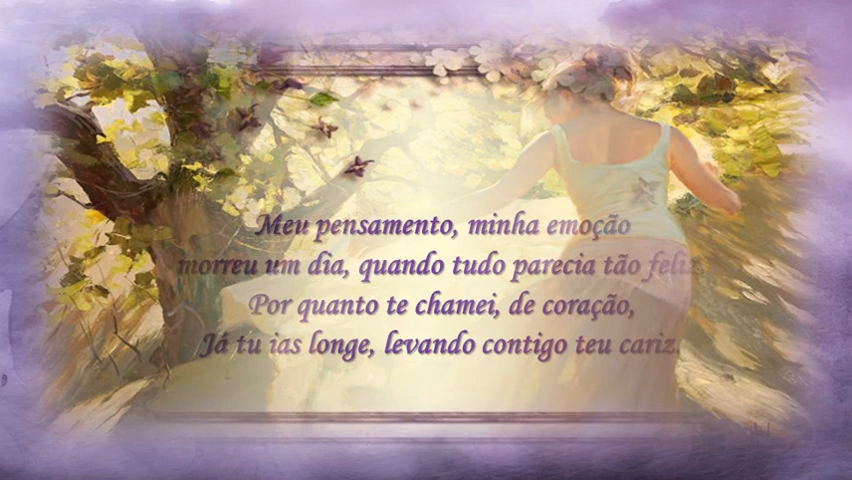 Meu pensamento, minha emoção
morreu um dia, quando tudo parecia tão feliz.
Por quanto te chamei, de coração,
Já tu ias longe, levando contigo teu cariz.